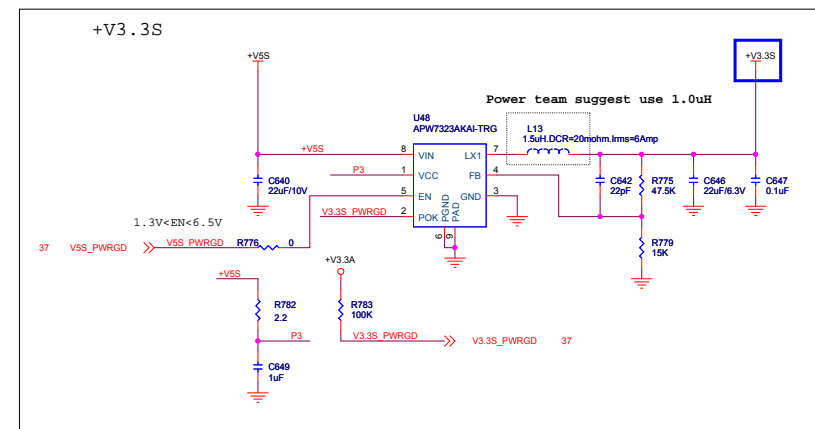 +V3.3S
+V5S
+V3.3S
Power team suggest use 1.0uH
U48
APW7323AKAI-TRG
L13
1.5uH.DCR=20mohm.Irms=6Amp
+V5S
8 VIN LX1 7
P3
1 VCC FB 4
5 EN GND 3
V3.3S_PWRGD
2 POK PGND PAD
6 9
C640
22uF/10V
C642
22pF
R775
47.5K
C646
22uF/6.3V
C647
0.1uF
1.3V<EN<6.5V
37 V5S_PWRGD V5S_PWRGD R776 0
R779
15K
+V3.3A
+V5S
R782
2.2
R783
100K
P3
V3.3S_PWRGD V3.3S_PWRGD 37
C649
1uF